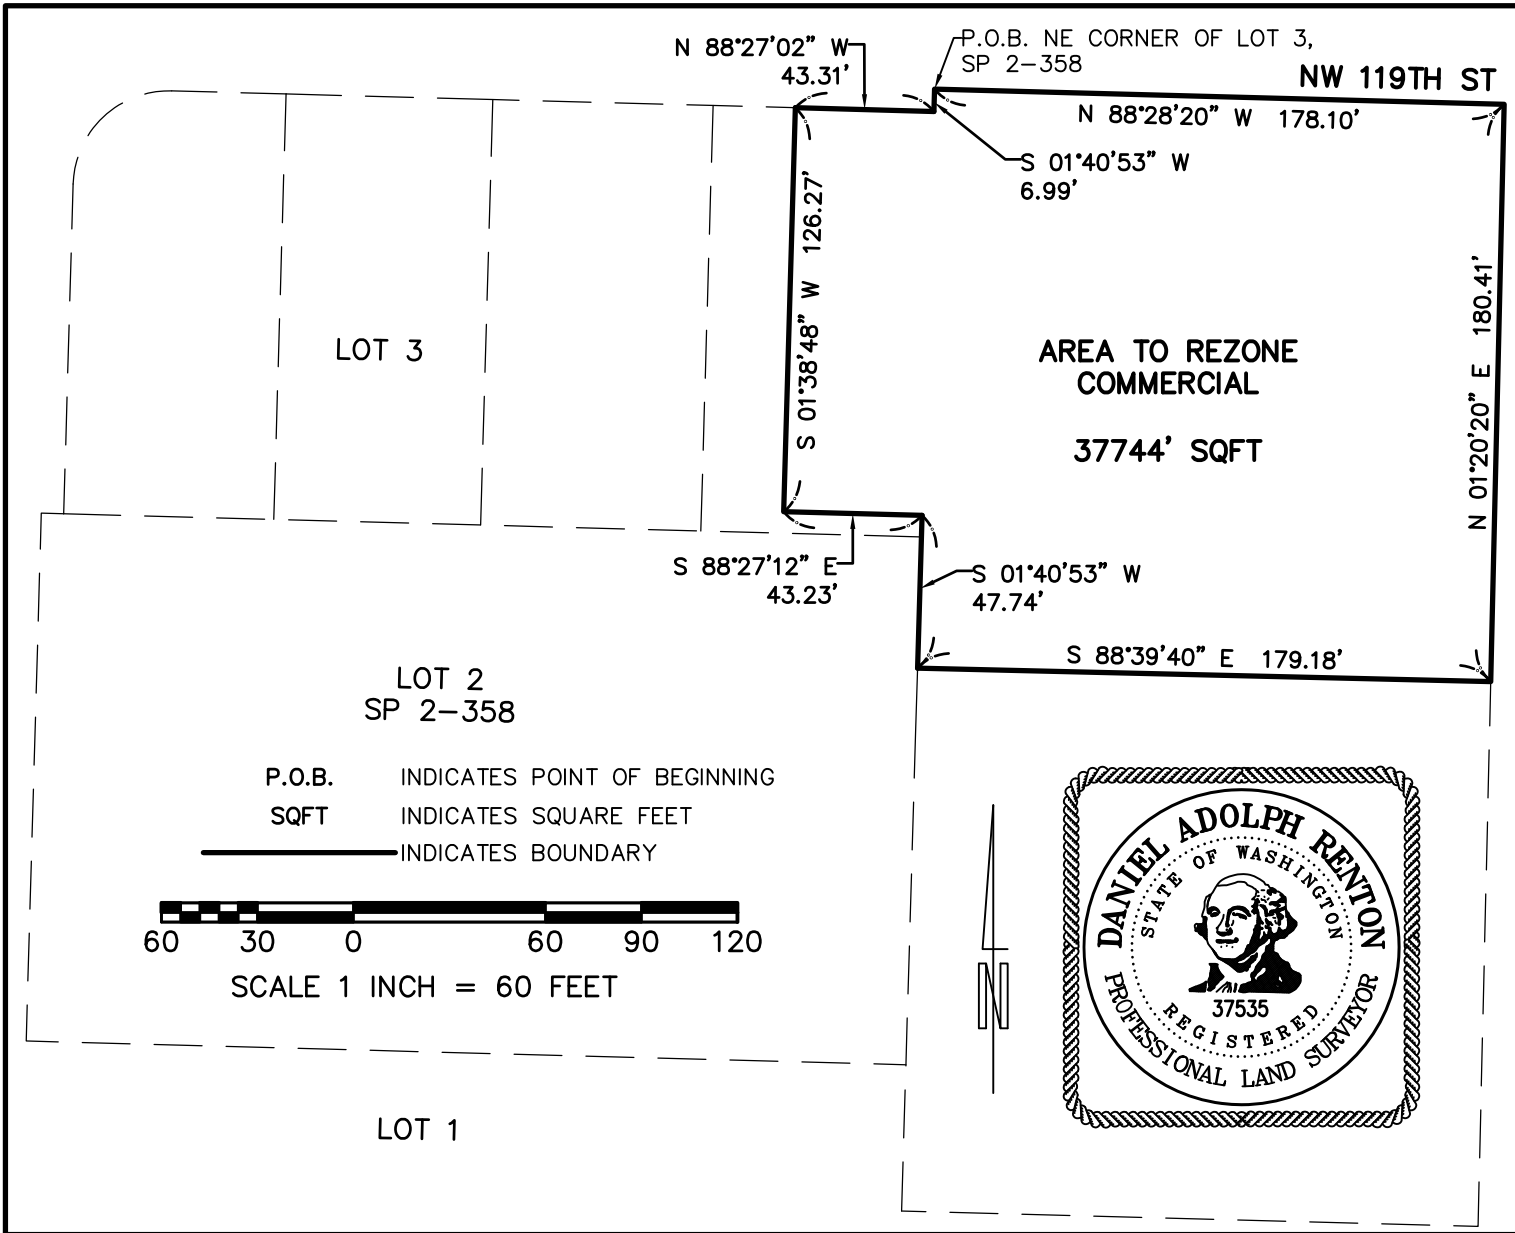 N 88°27'02" W
43.31'
P.O.B. NE CORNER OF LOT 3,
SP 2-358
NW 119TH ST
N 88°28'20" W 178.10'
S 01°40'53" W
6.99'
S 01°38'48" W 126.27'
N 01°20'20" E 180.41'
LOT 3
AREA TO REZONE
COMMERCIAL
37744' SQFT
S 88°27'12" E
43.23'
S 01°40'53" W
47.74'
S 88°39'40" E 179.18'
LOT 2
SP 2-358
P.O.B. INDICATES POINT OF BEGINNING
SQFT INDICATES SQUARE FEET
INDICATES BOUNDARY
60 30 0 60 90 120
SCALE 1 INCH = 60 FEET
N
DANIEL ADOLPH RENTON
STATE OF WASHINGTON
37535
REGISTERED
PROFESSIONAL LAND SURVEYOR
LOT 1